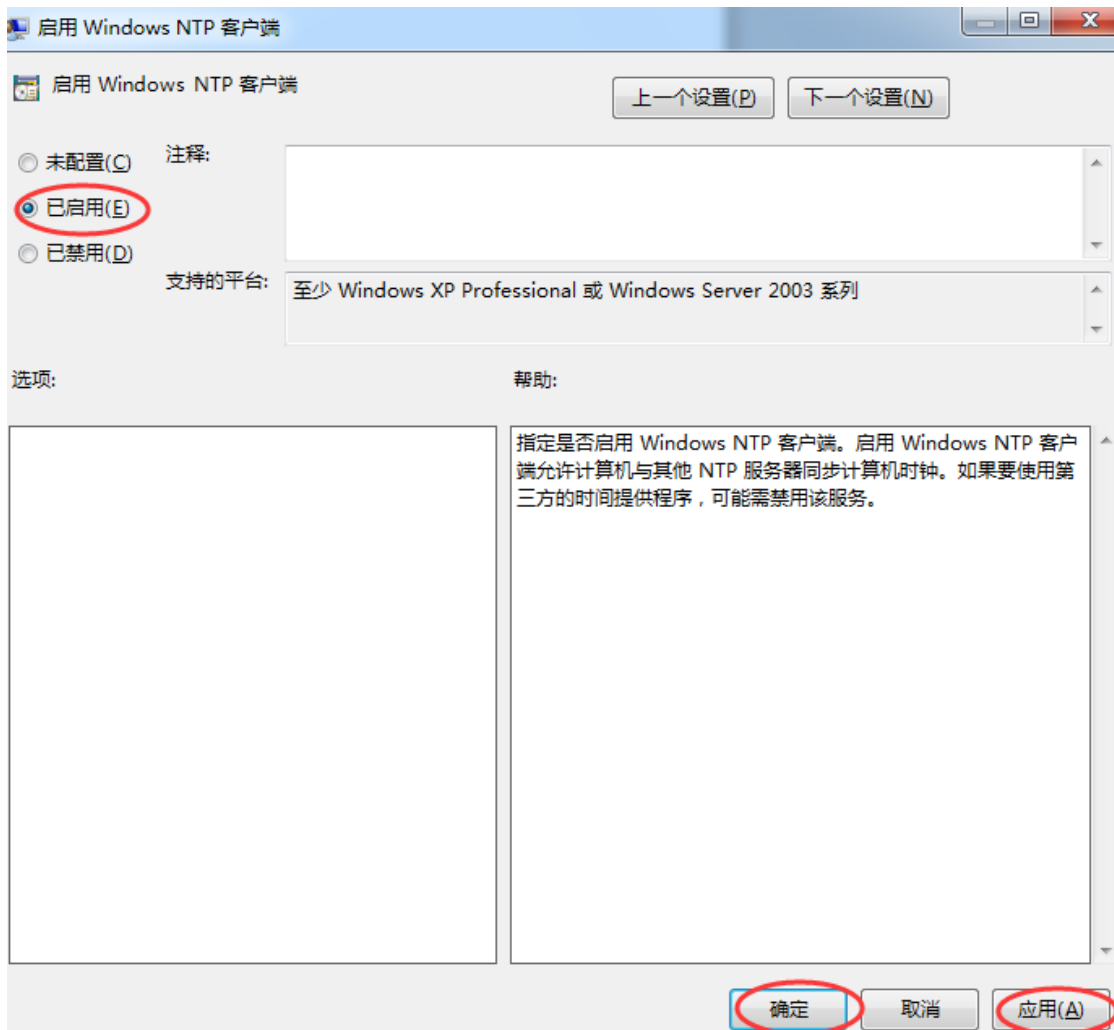 启用 Windows NTP 客户端
启用 Windows NTP 客户端
上一个设置(P)
下一个设置(N)
未配置(C)
注释:
已启用(E)
已禁用(D)
支持的平台:
至少 Windows XP Professional 或 Windows Server 2003 系列
选项:
帮助:
指定是否启用 Windows NTP 客户端。启用 Windows NTP 客户
端允许计算机与其他 NTP 服务器同步计算机时钟。如果要使用第
三方的时间提供程序，可能需禁用该服务。
确定
取消
应用(A)